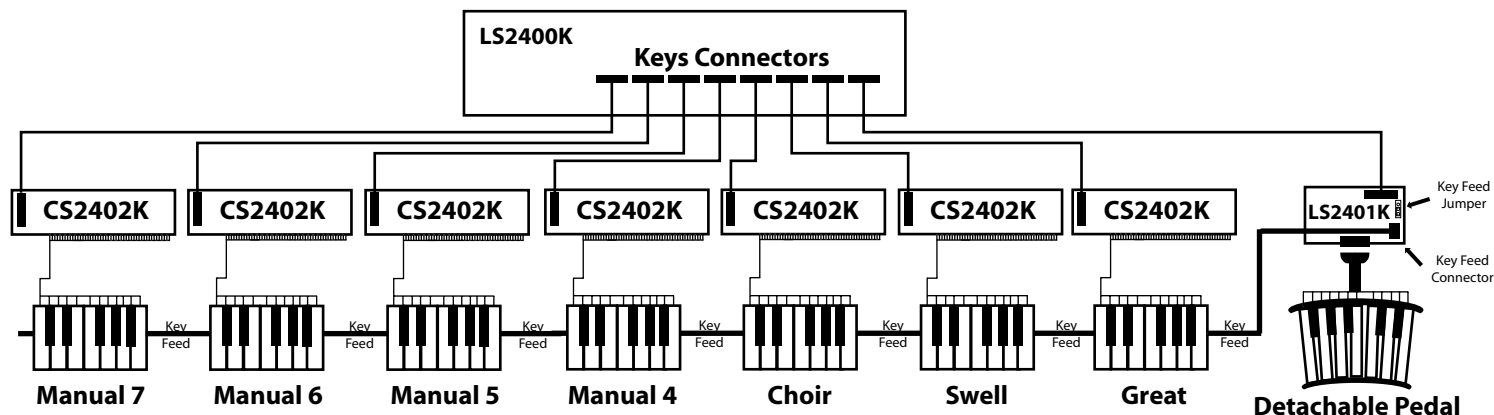 LS2400K
Keys Connectors
CS2402K
CS2402K
CS2402K
CS2402K
CS2402K
CS2402K
CS2402K
LS2401K
Key Feed
Jumper
Key Feed
Connector
Key
Feed
Key
Feed
Key
Feed
Key
Feed
Key
Feed
Key
Feed
Key
Feed
Manual 7
Manual 6
Manual 5
Manual 4
Choir
Swell
Great
Detachable Pedal